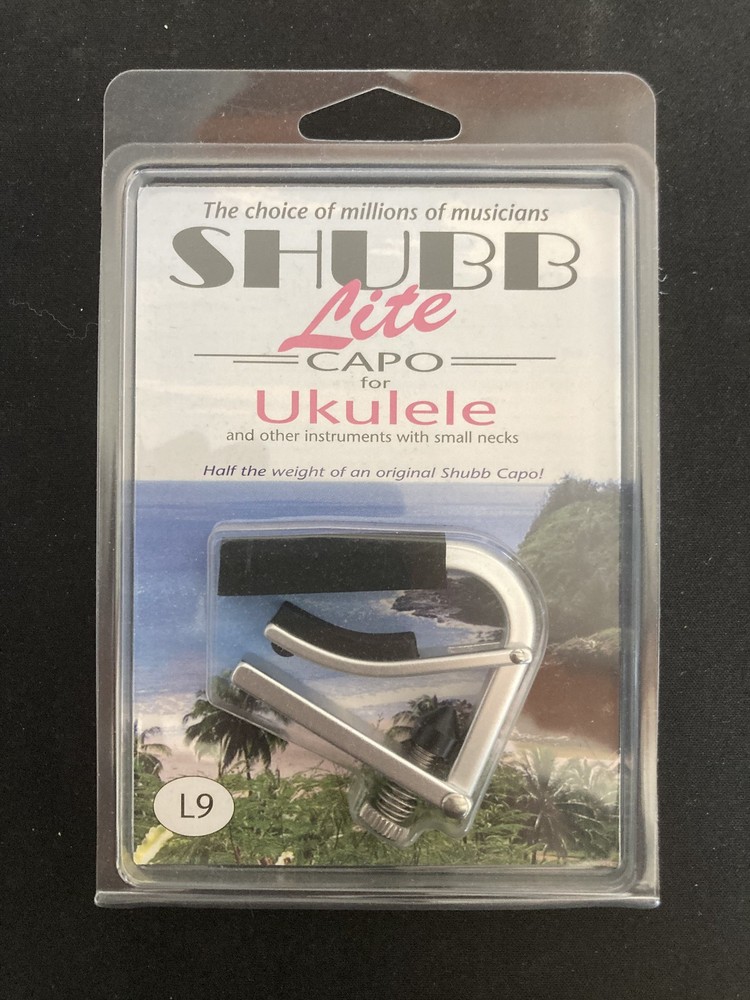 The choice of millions of musicians
SHUBB
Lite
CAPO
for
Ukulele
and other instruments with small necks
Half the weight of an original Shubb Capo!
L9